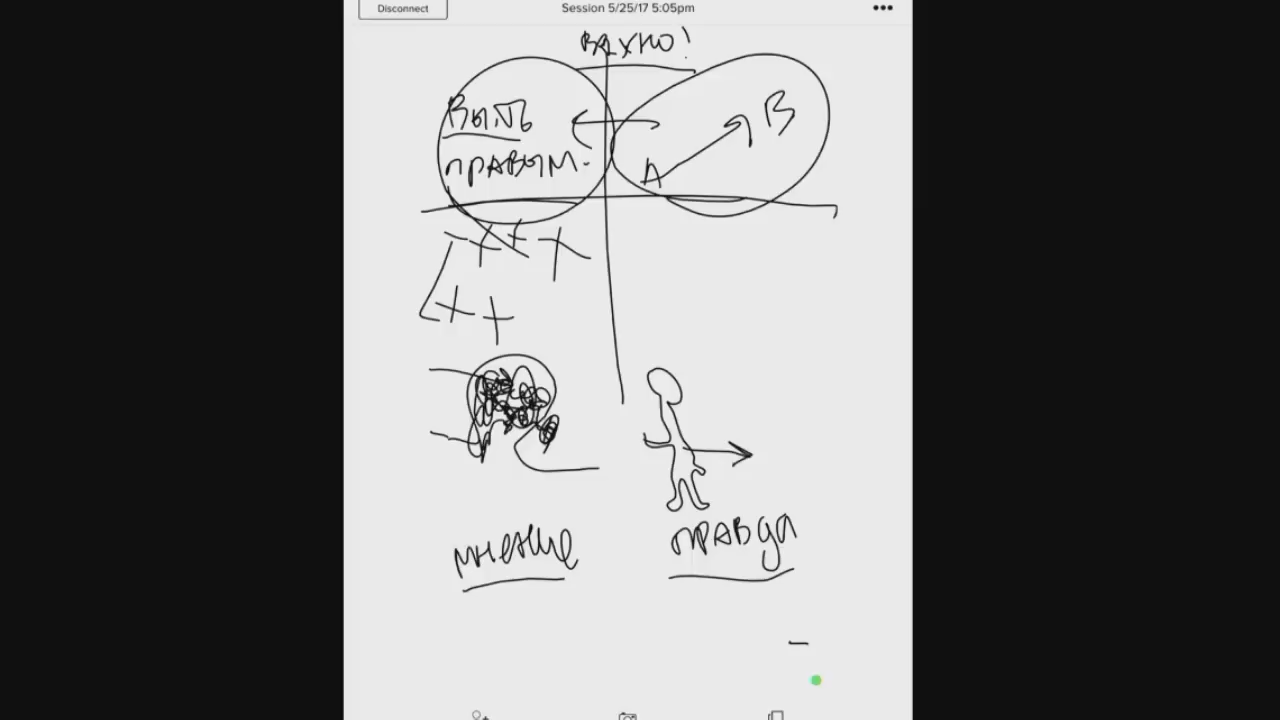 Disconnect
Session 5/25/17 5:05pm
важно!
быть
правым.
A
B
мнение
правда